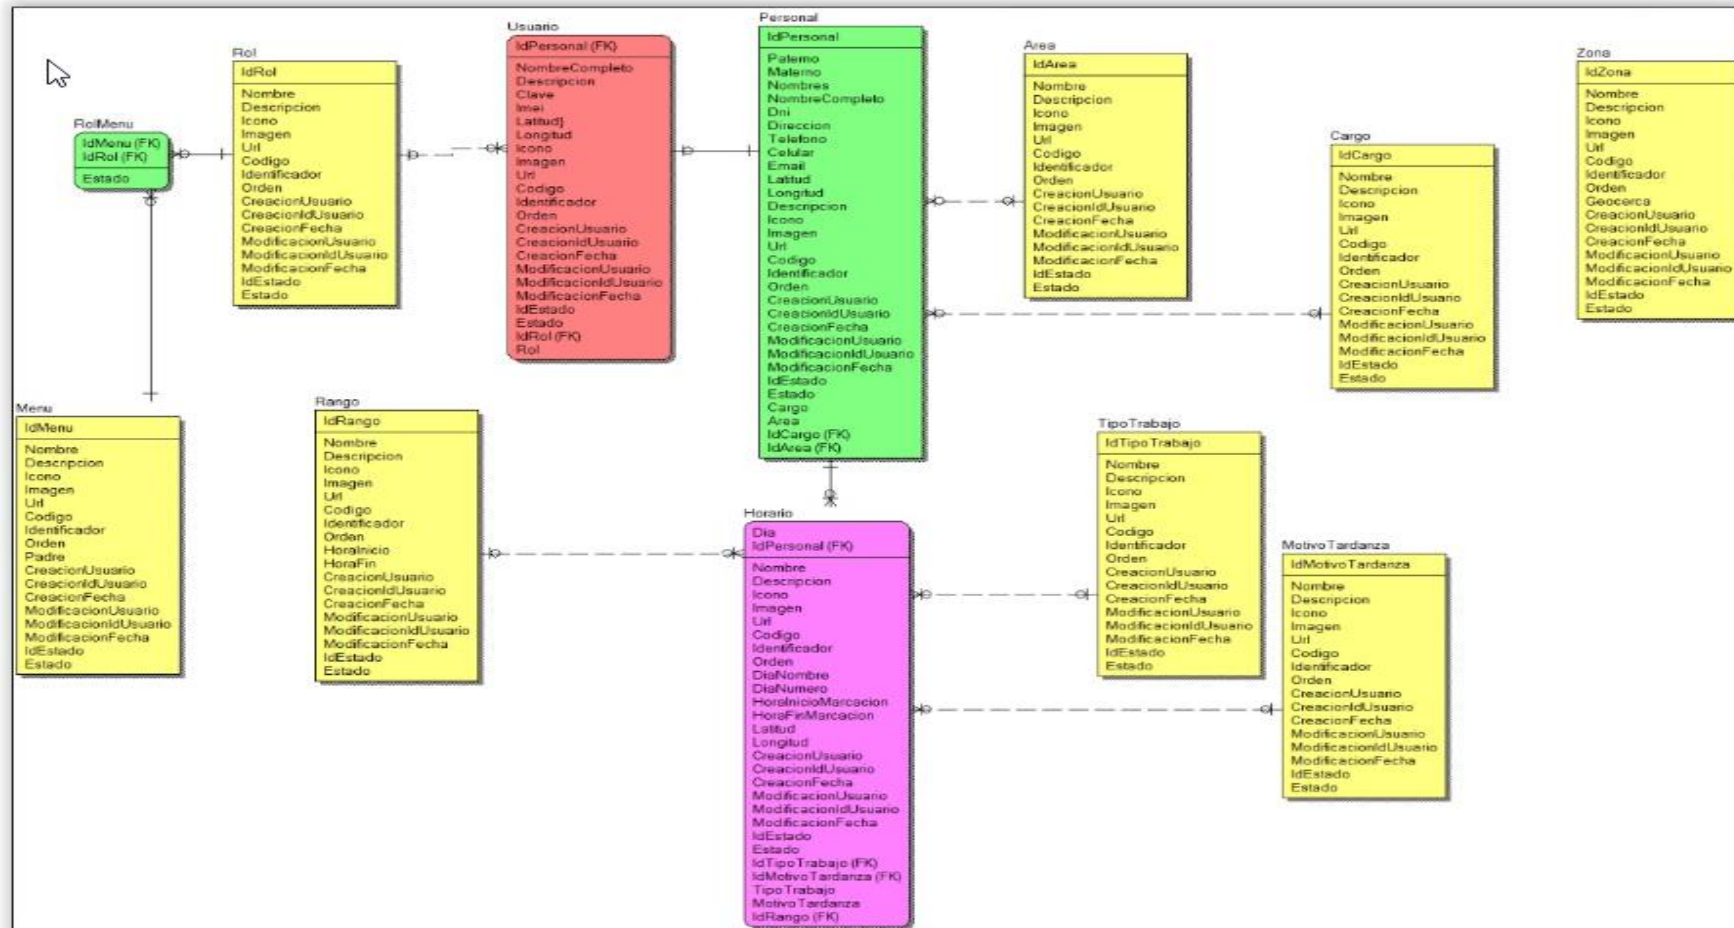 Rol
IdRol
Nombre
Descripcion
Icono
Imagen
Url
Codigo
Identificador
Orden
CreacionUsuario
CreacionIdUsuario
CreacionFecha
ModificacionUsuario
ModificacionIdUsuario
ModificacionFecha
IdEstado
Estado
RolMenu
IdMenu (FK)
IdRol (FK)
Estado
Usuario
IdPersonal (FK)
NombreCompleto
Descripcion
Clave
Imei
Latitud}
Longitud
Icono
Imagen
Url
Codigo
Identificador
Orden
CreacionUsuario
CreacionIdUsuario
CreacionFecha
ModificacionUsuario
ModificacionIdUsuario
ModificacionFecha
IdEstado
Estado
IdRol (FK)
Rol
Personal
IdPersonal
Paterno
Materno
Nombres
NombreCompleto
Dni
Direccion
Telefono
Celular
Email
Latitud
Longitud
Descripcion
Icono
Imagen
Url
Codigo
Identificador
Orden
CreacionUsuario
CreacionIdUsuario
CreacionFecha
ModificacionUsuario
ModificacionIdUsuario
ModificacionFecha
IdEstado
Estado
Cargo
Area
IdCargo (FK)
IdArea (FK)
Area
IdArea
Nombre
Descripcion
Icono
Imagen
Url
Codigo
Identificador
Orden
CreacionUsuario
CreacionIdUsuario
CreacionFecha
ModificacionUsuario
ModificacionIdUsuario
ModificacionFecha
IdEstado
Estado
Cargo
IdCargo
Nombre
Descripcion
Icono
Imagen
Url
Codigo
Identificador
Orden
CreacionUsuario
CreacionIdUsuario
CreacionFecha
ModificacionUsuario
ModificacionIdUsuario
ModificacionFecha
IdEstado
Estado
Zona
IdZona
Nombre
Descripcion
Icono
Imagen
Url
Codigo
Identificador
Orden
Geocerca
CreacionUsuario
CreacionIdUsuario
CreacionFecha
ModificacionUsuario
ModificacionIdUsuario
ModificacionFecha
IdEstado
Estado
Menu
IdMenu
Nombre
Descripcion
Icono
Imagen
Url
Codigo
Identificador
Orden
Padre
CreacionUsuario
CreacionIdUsuario
CreacionFecha
ModificacionUsuario
ModificacionIdUsuario
ModificacionFecha
IdEstado
Estado
Rango
IdRango
Nombre
Descripcion
Icono
Imagen
Url
Codigo
Identificador
Orden
HoraInicio
HoraFin
CreacionUsuario
CreacionIdUsuario
CreacionFecha
ModificacionUsuario
ModificacionIdUsuario
ModificacionFecha
IdEstado
Estado
Horario
Dia
IdPersonal (FK)
Nombre
Descripcion
Icono
Imagen
Url
Codigo
Identificador
Orden
DiaNombre
DiaNumero
HoraInicioMarcacion
HoraFinMarcacion
Latitud
Longitud
CreacionUsuario
CreacionIdUsuario
CreacionFecha
ModificacionUsuario
ModificacionIdUsuario
ModificacionFecha
IdEstado
Estado
IdTipoTrabajo (FK)
IdMotivoTardanza (FK)
TipoTrabajo
MotivoTardanza
IdRango (FK)
TipoTrabajo
IdTipoTrabajo
Nombre
Descripcion
Icono
Imagen
Url
Codigo
Identificador
Orden
CreacionUsuario
CreacionIdUsuario
CreacionFecha
ModificacionUsuario
ModificacionIdUsuario
ModificacionFecha
IdEstado
Estado
MotivoTardanza
IdMotivoTardanza
Nombre
Descripcion
Icono
Imagen
Url
Codigo
Identificador
Orden
CreacionUsuario
CreacionIdUsuario
CreacionFecha
ModificacionUsuario
ModificacionIdUsuario
ModificacionFecha
IdEstado
Estado